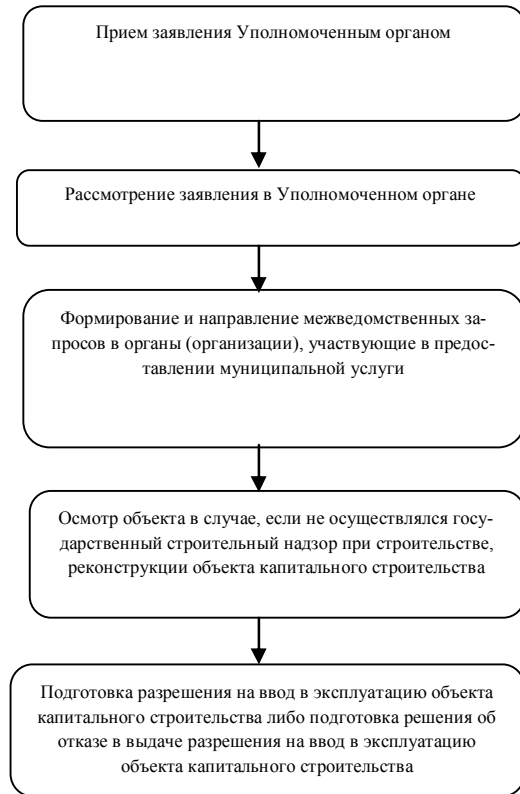 Прием заявления Уполномоченным органом
Рассмотрение заявления в Уполномоченном органе
Формирование и направление межведомственных за-
просов в органы (организации), участвующие в предос-
тавлении муниципальной услуги
Осмотр объекта в случае, если не осуществлялся госу-
дарственный строительный надзор при строительстве,
реконструкции объекта капитального строительства
Подготовка разрешения на ввод в эксплуатацию объекта
капитального строительства либо подготовка решения об
отказе в выдаче разрешения на ввод в эксплуатацию
объекта капитального строительства